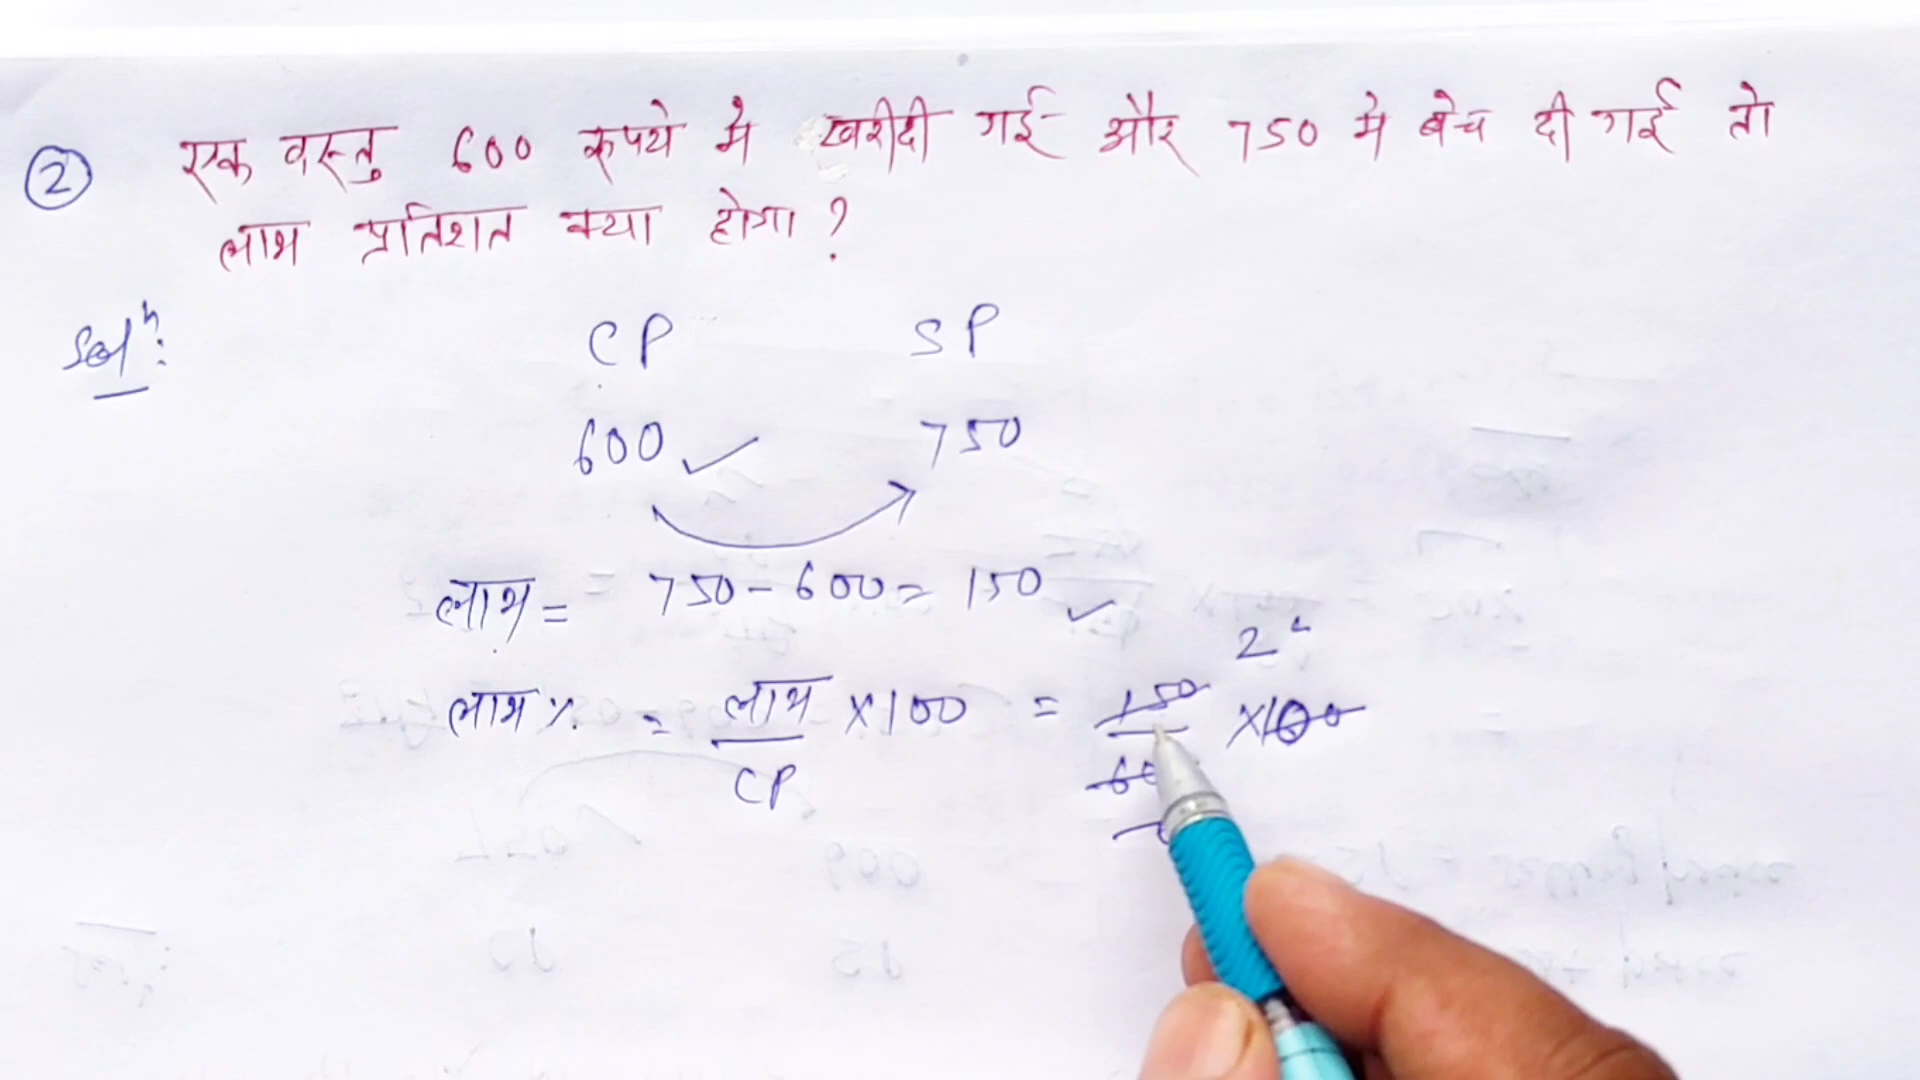 ② एक वस्तु 600 रूपये मे खरीदी गई और 750 मे बेच दी गई तो
लाभ प्रतिशत क्या होगा ?
Solⁿ:
CP SP
600 ✓ 750
लाभ = 750 - 600 = 150 ✓
2
लाभ % = लाभ/CP × 100 = 150/60 × 100